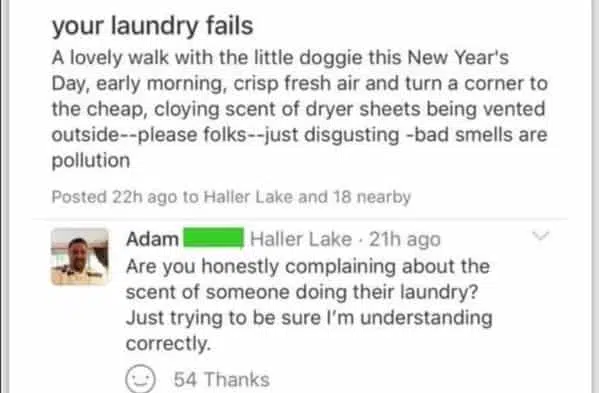 your laundry fails
A lovely walk with the little doggie this New Year's
Day, early morning, crisp fresh air and turn a corner to
the cheap, cloying scent of dryer sheets being vented
outside--please folks--just disgusting -bad smells are
pollution
Posted 22h ago to Haller Lake and 18 nearby
Adam Haller Lake · 21h ago
Are you honestly complaining about the
scent of someone doing their laundry?
Just trying to be sure I'm understanding
correctly.
54 Thanks